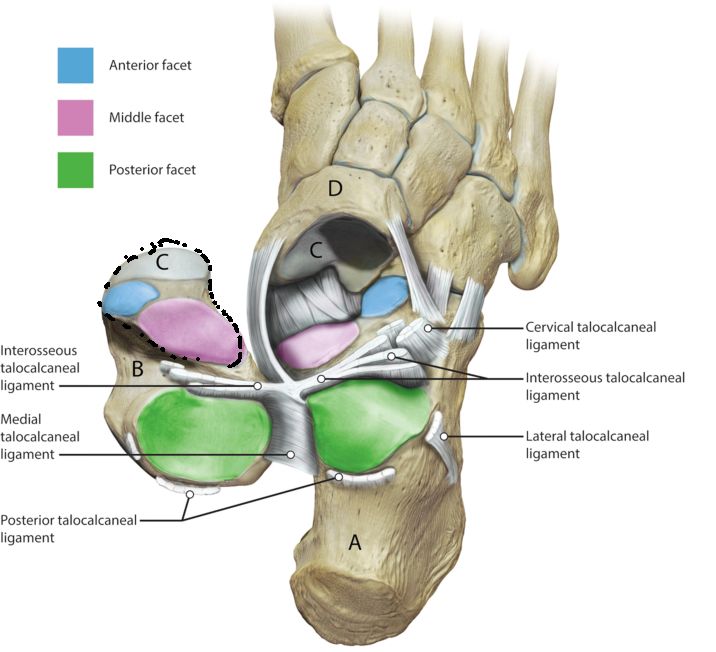 Anterior facet
Middle facet
Posterior facet
D
C
C
B
Interosseous
talocalcaneal
ligament
Medial
talocalcaneal
ligament
Posterior talocalcaneal
ligament
Cervical talocalcaneal
ligament
Interosseous talocalcaneal
ligament
Lateral talocalcaneal
ligament
A